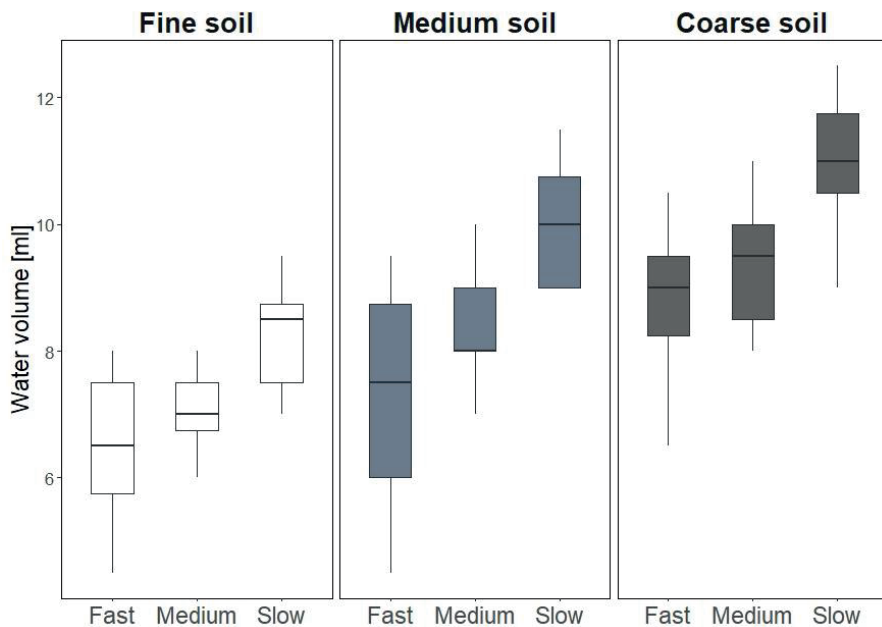 Fine soil Medium soil Coarse soil
Water volume [ml]
12
10
8
6
Fast Medium Slow Fast Medium Slow Fast Medium Slow